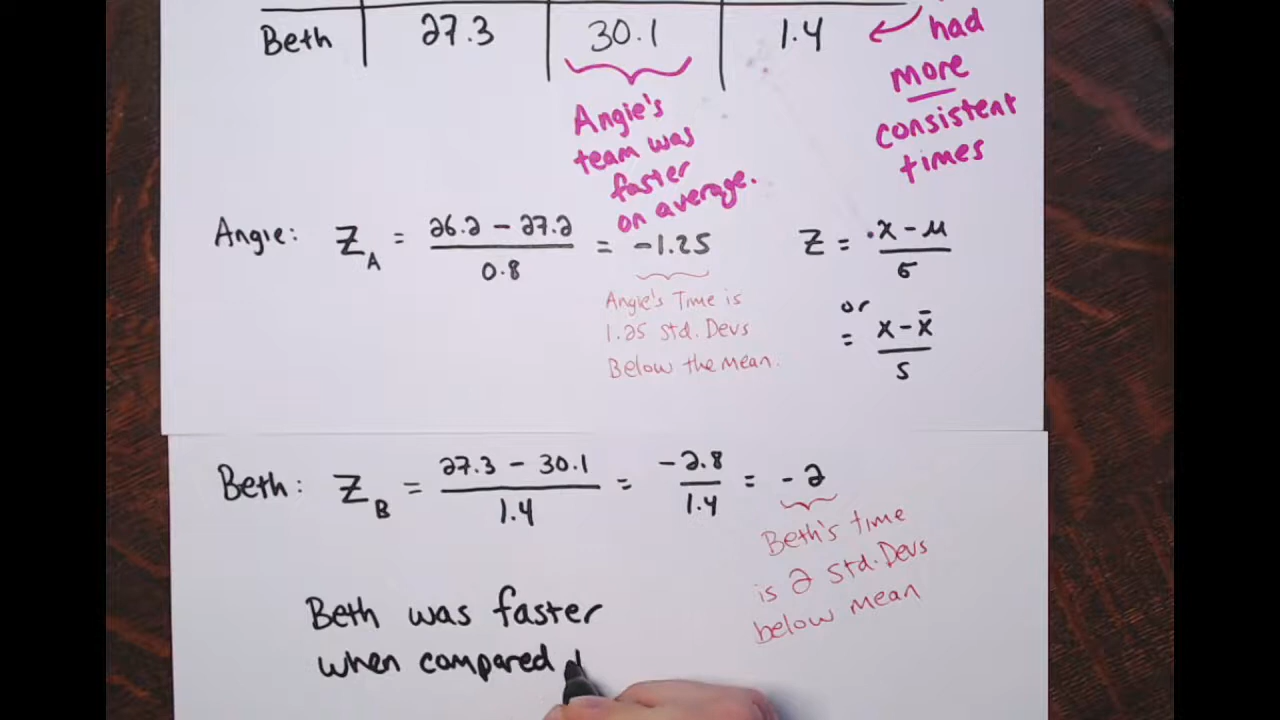 Beth 27.3 30.1 1.4
had
more
consistent
times
Angie's
team was
faster
on average.
Angie: Z_A = (26.2 - 27.2) / 0.8 = -1.25
Angie's Time is
1.25 Std. Devs
Below the mean.
Z = x - μ / σ
or
= x - x̄ / s
Beth: Z_B = (27.3 - 30.1) / 1.4 = -2.8 / 1.4 = -2
Beth's time
is 2 Std. Devs
below mean
Beth was faster
when compared